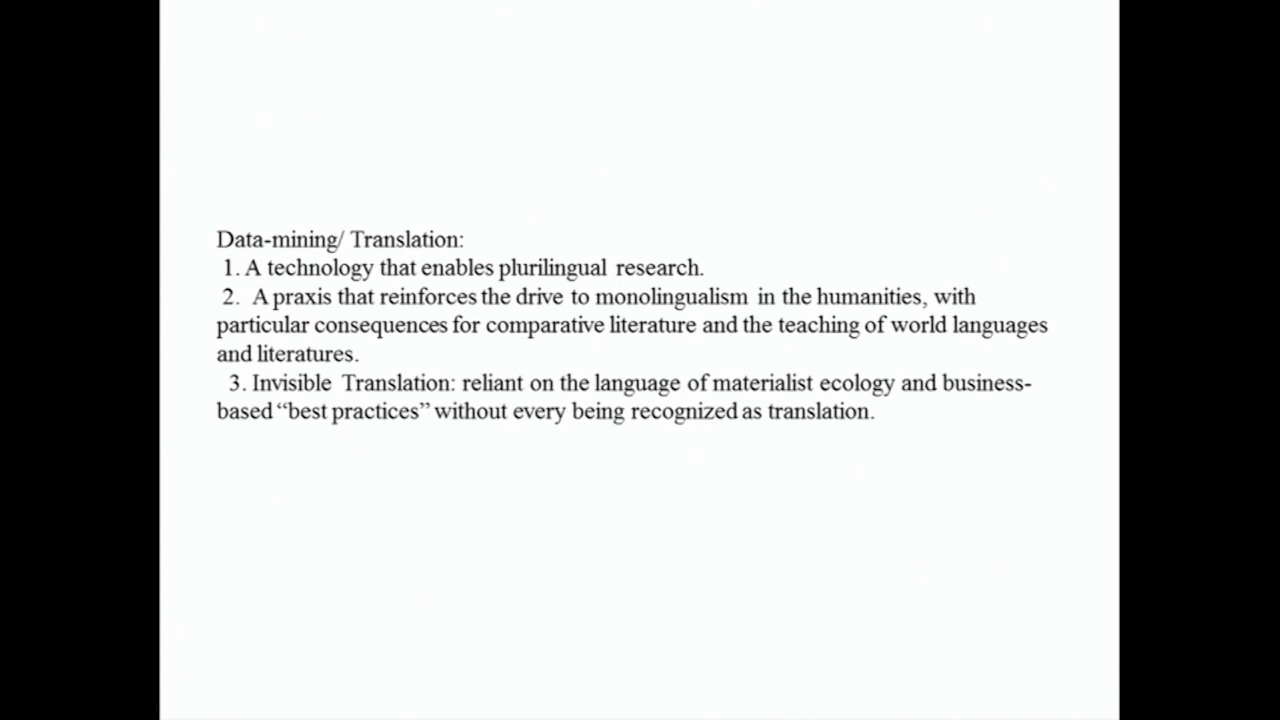 Data-mining/ Translation:
1. A technology that enables plurilingual research.
2. A praxis that reinforces the drive to monolingualism in the humanities, with
particular consequences for comparative literature and the teaching of world languages
and literatures.
3. Invisible Translation: reliant on the language of materialist ecology and business-
based “best practices” without every being recognized as translation.